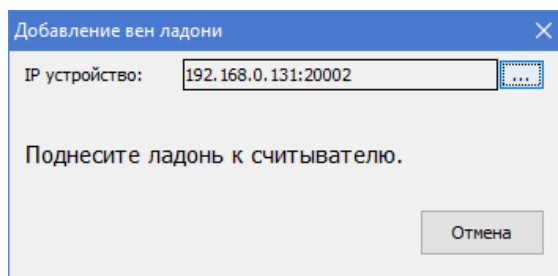 Добавление вен ладони
IP устройство: 192.168.0.131:20002 ...
Поднесите ладонь к считывателю.
Отмена